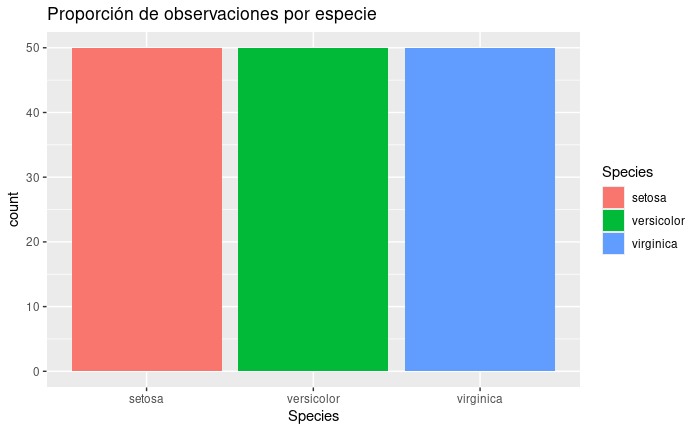 Proporción de observaciones por especie
count
50
40
30
20
10
0
setosa versicolor virginica
Species
Species
setosa
versicolor
virginica